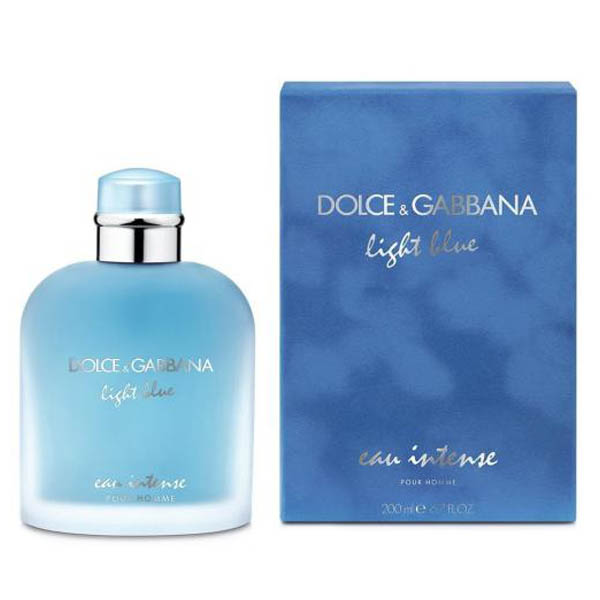 DOLCE & GABBANA
light blue
eau intense
POUR HOMME
DOLCE & GABBANA
light blue
eau intense
POUR HOMME
200 ml e 6.7 FL.OZ.